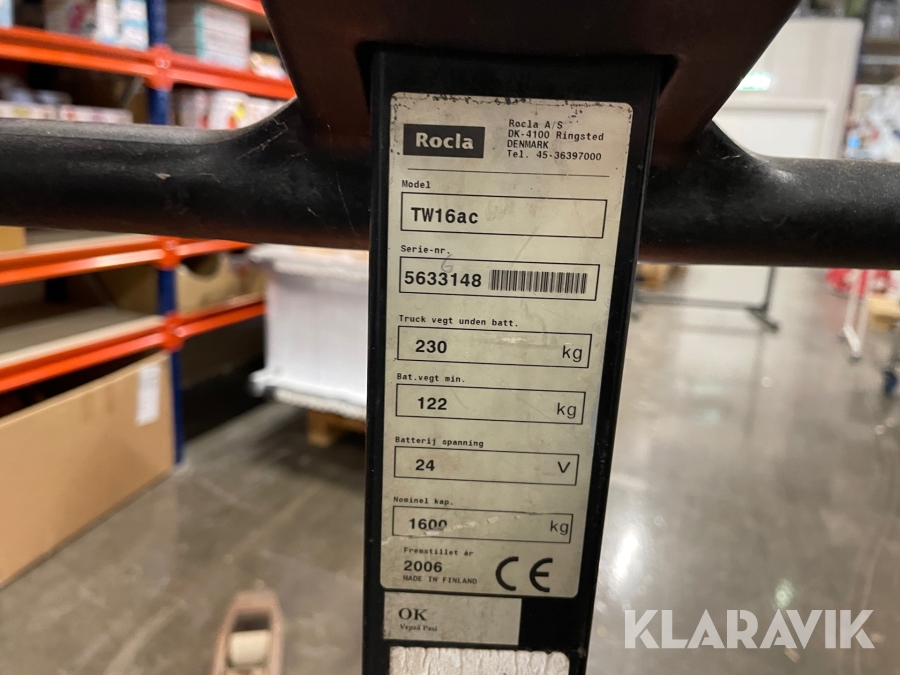 Rocla
Rocla A/S
DK-4100 Ringsted
DENMARK
Tel. 45-36397000
Model
TW16ac
Serie-nr.
5633148
Truck vegt unden batt.
230 kg
Bat.vegt min.
122 kg
Batterij spanning
24 V
Nominel kap.
1600 kg
Fremstillet år
2006
MADE IN FINLAND
CE
OK
Vepsä Pasi
KLARAVIK